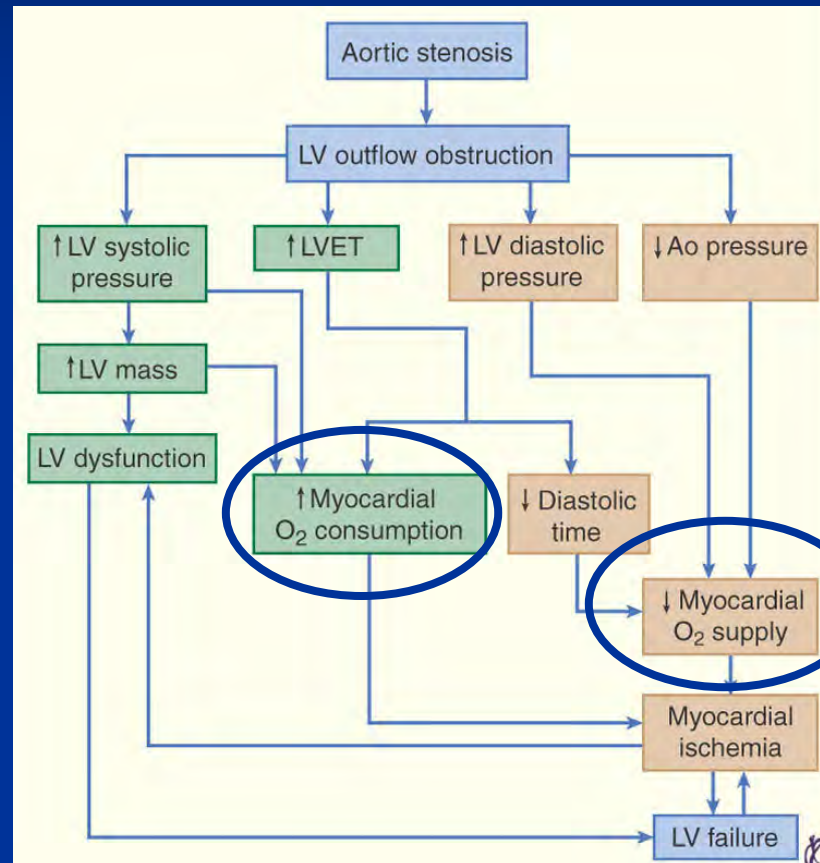 Aortic stenosis
LV outflow obstruction
↑LV systolic
pressure
↑LVET
↑LV diastolic
pressure
↓Ao pressure
↑LV mass
LV dysfunction
↑Myocardial
O₂ consumption
↓ Diastolic
time
↓ Myocardial
O₂ supply
Myocardial
ischemia
LV failure